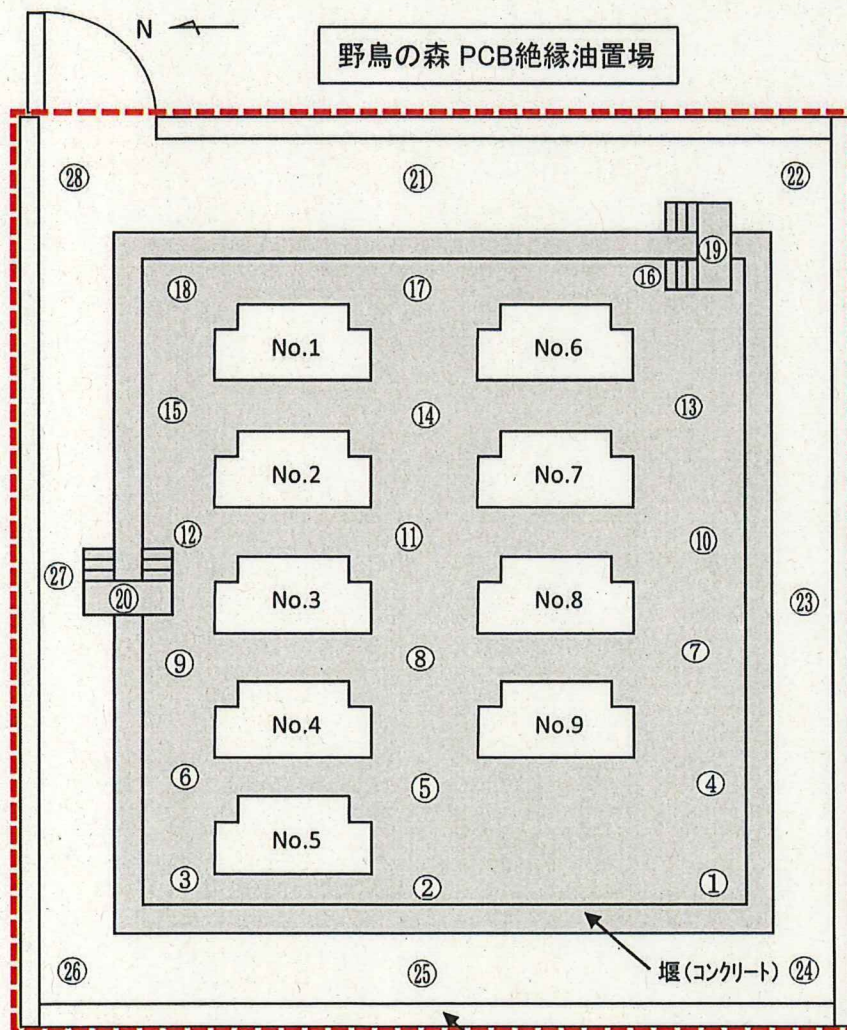 N
野鳥の森 PCB絶縁油置場
㉘
㉑
㉒
⑲
⑯
⑱
⑰
No.1
No.6
⑮
⑭
⑬
No.2
No.7
⑫
⑪
⑩
㉗
⑳
No.3
No.8
㉓
⑨
⑧
⑦
No.4
No.9
⑥
⑤
④
No.5
③
②
①
㉖
㉕
堰(コンクリート)
㉔